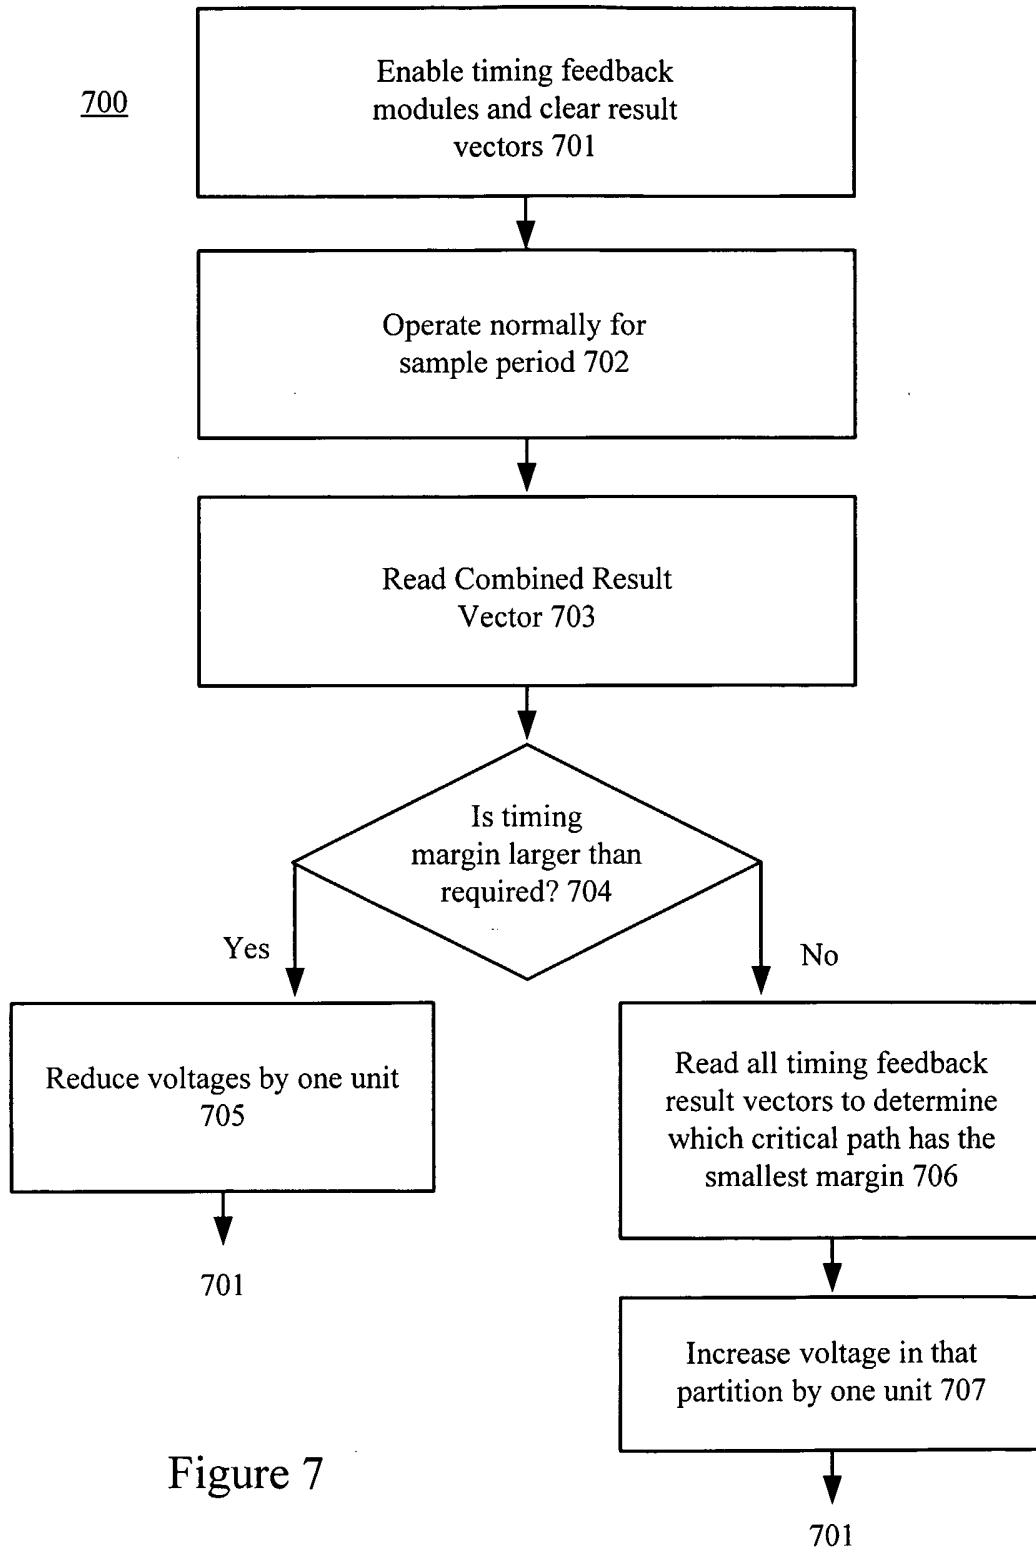 700
Enable timing feedback
modules and clear result
vectors 701
Operate normally for
sample period 702
Read Combined Result
Vector 703
Is timing
margin larger than
required? 704
Yes
No
Reduce voltages by one unit
705
701
Read all timing feedback
result vectors to determine
which critical path has the
smallest margin 706
Increase voltage in that
partition by one unit 707
701
Figure 7